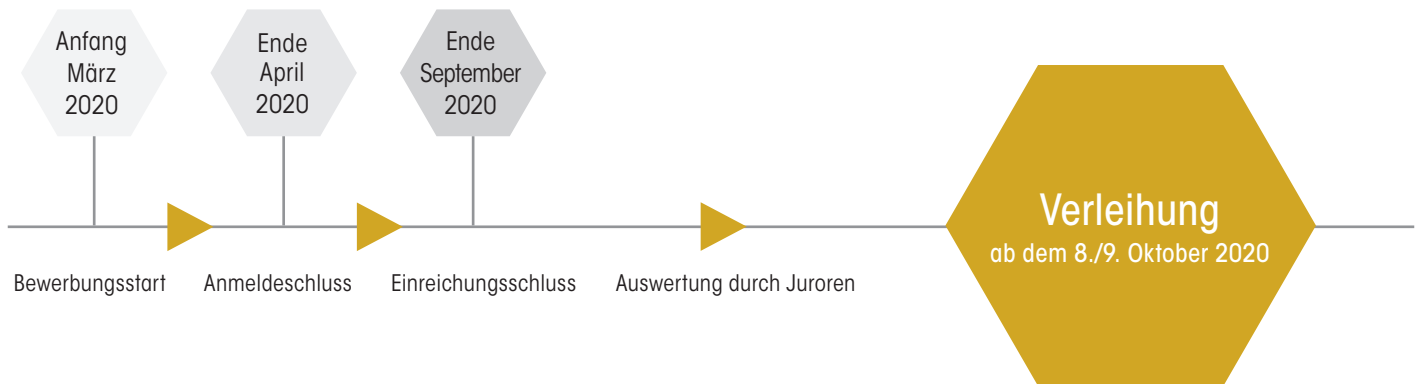 Anfang
März
2020
Ende
April
2020
Ende
September
2020
Verleihung
ab dem 8./9. Oktober 2020
Bewerbungsstart
Anmeldeschluss
Einreichungsschluss
Auswertung durch Juroren